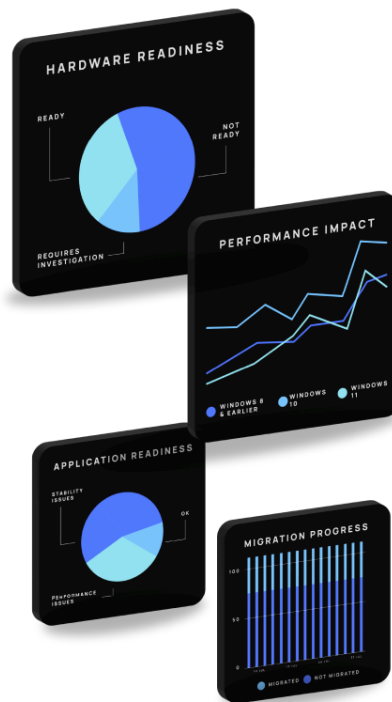 HARDWARE READINESS
READY
NOT
READY
REQUIRES
INVESTIGATION
PERFORMANCE IMPACT
WINDOWS 8
& EARLIER
WINDOWS
10
WINDOWS
11
APPLICATION READINESS
STABILITY
ISSUES
OK
PERFORMANCE
ISSUES
MIGRATION PROGRESS
100
50
0
MIGRATED
NOT MIGRATED